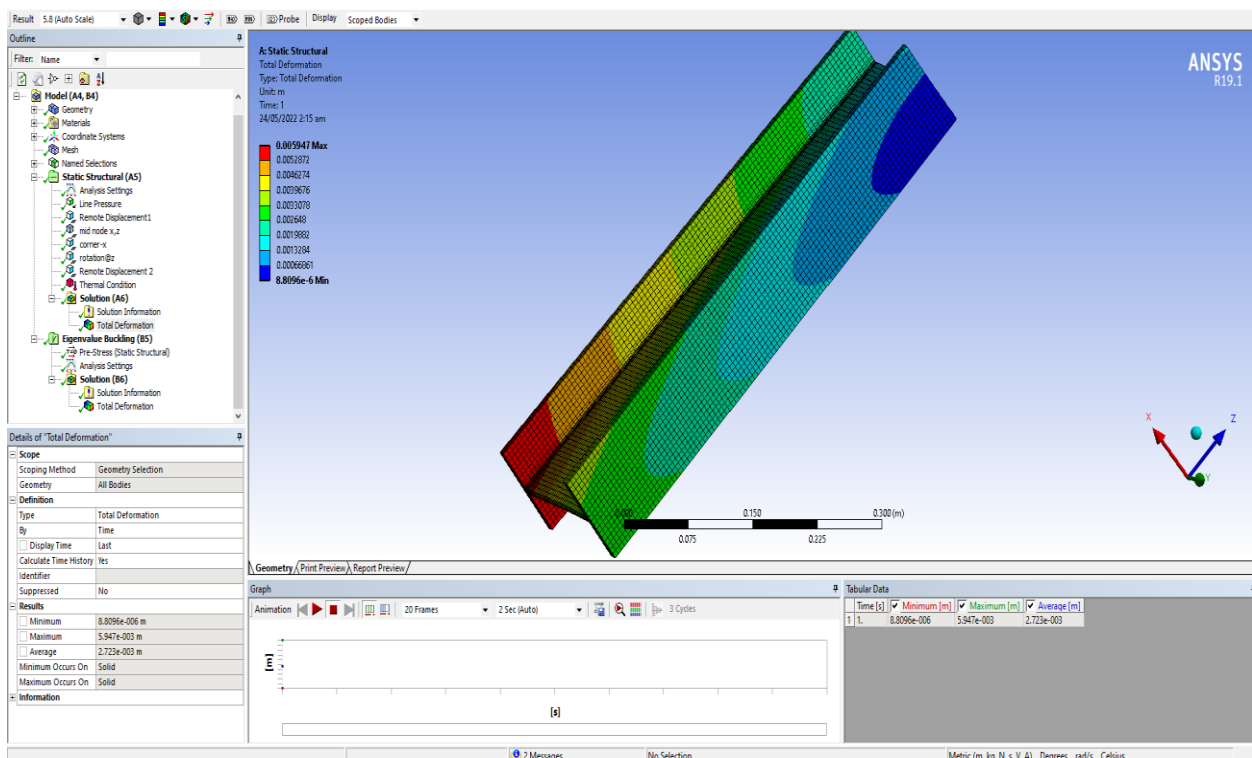 Result 5.8 (Auto Scale) Probe Display Scoped Bodies
Outline
Filter: Name
Model (A4, B4)
Geometry
Materials
Coordinate Systems
Mesh
Named Selections
Static Structural (A5)
Analysis Settings
Line Pressure
Remote Displacement1
mid node x,z
corner-x
rotation@z
Remote Displacement 2
Thermal Condition
Solution (A6)
Solution Information
Total Deformation
Eigenvalue Buckling (B5)
Pre-Stress (Static Structural)
Analysis Settings
Solution (B6)
Solution Information
Total Deformation
Details of "Total Deformation"
Scope
Scoping Method Geometry Selection
Geometry All Bodies
Definition
Type Total Deformation
By Time
Display Time Last
Calculate Time History Yes
Identifier
Suppressed No
Results
Minimum 8.8096e-006 m
Maximum 5.947e-003 m
Average 2.723e-003 m
Minimum Occurs On Solid
Maximum Occurs On Solid
Information
A: Static Structural
Total Deformation
Type: Total Deformation
Unit: m
Time: 1
24/05/2022 2:15 am
0.005947 Max
0.0052872
0.0046274
0.0039676
0.0033078
0.002648
0.0019882
0.0013284
0.00066861
8.8096e-6 Min
ANSYS
R19.1
X
Z
Y
0.000 0.150 0.300 (m)
0.075 0.225
Geometry Print Preview Report Preview
Graph
Animation 20 Frames 2 Sec (Auto) 3 Cycles
[m]
[s]
Tabular Data
Time [s] Minimum [m] Maximum [m] Average [m]
1 1. 8.8096e-006 5.947e-003 2.723e-003
2 Messages No Selection Metric (m, kg, N, s, V, A) Degrees rad/s Celsius